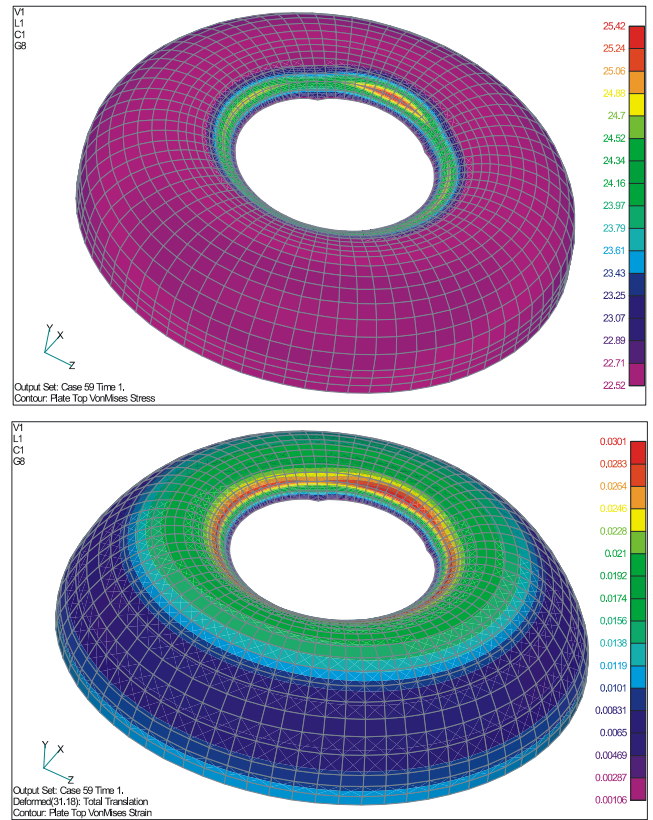 V1
L1
C1
G8
25.42
25.24
25.06
24.88
24.7
24.52
24.34
24.16
23.97
23.79
23.61
23.43
23.25
23.07
22.89
22.71
22.52
Y
X
Z
Output Set: Case 59 Time 1.
Contour: Plate Top VonMises Stress
V1
L1
C1
G8
0.0301
0.0283
0.0264
0.0246
0.0228
0.021
0.0192
0.0174
0.0156
0.0138
0.0119
0.0101
0.00831
0.0065
0.00469
0.00287
0.00106
Y
X
Z
Output Set: Case 59 Time 1.
Deformed(31.18): Total Translation
Contour: Plate Top VonMises Strain